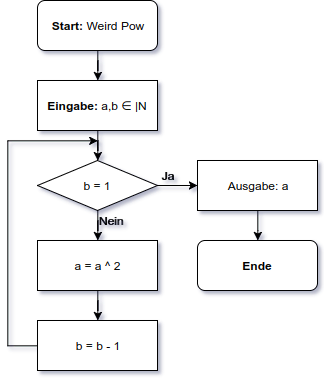 Start: Weird Pow
Eingabe: a,b ∈ |N
b = 1
Ja
Ausgabe: a
Nein
a = a ^ 2
Ende
b = b - 1